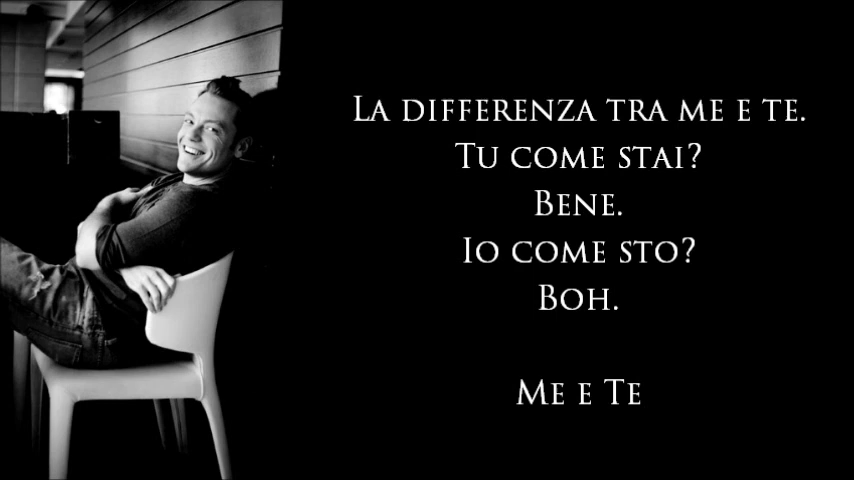 La differenza tra me e te.
Tu come stai?
Bene.
Io come sto?
Boh.
Me e Te